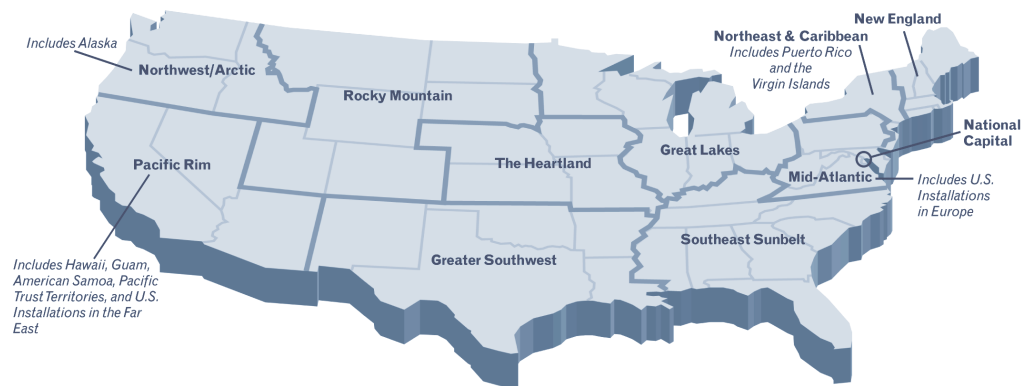 New England
Northeast & Caribbean
Includes Puerto Rico
and the
Virgin Islands
Includes Alaska
Northwest/Arctic
Rocky Mountain
National
Capital
Great Lakes
The Heartland
Pacific Rim
Mid-Atlantic
Includes U.S.
Installations
in Europe
Southeast Sunbelt
Greater Southwest
Includes Hawaii, Guam,
American Samoa, Pacific
Trust Territories, and U.S.
Installations in the Far
East